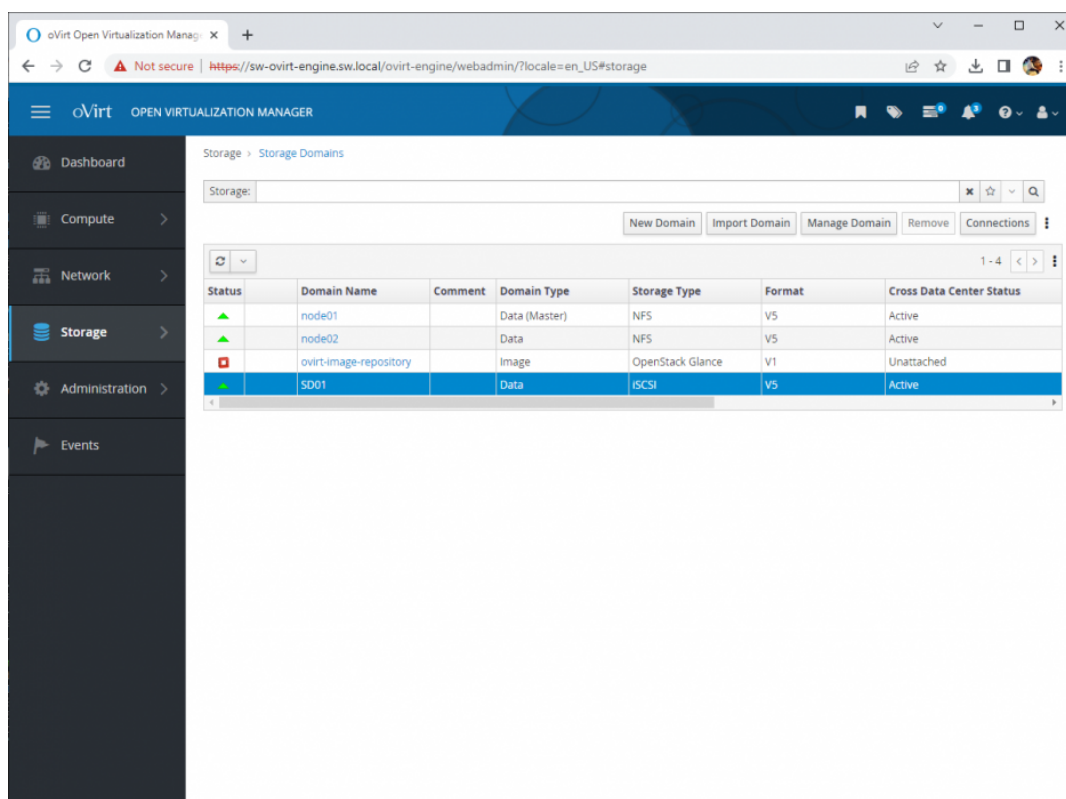 oVirt Open Virtualization Manag
Not secure | https://sw-ovirt-engine.sw.local/ovirt-engine/webadmin/?locale=en_US#storage
oVirt OPEN VIRTUALIZATION MANAGER
0
3
Dashboard
Compute
Network
Storage
Administration
Events
Storage > Storage Domains
Storage:
New Domain Import Domain Manage Domain Remove Connections
1 - 4
Status Domain Name Comment Domain Type Storage Type Format Cross Data Center Status
node01 Data (Master) NFS V5 Active
node02 Data NFS V5 Active
ovirt-image-repository Image OpenStack Glance V1 Unattached
SD01 Data iSCSI V5 Active